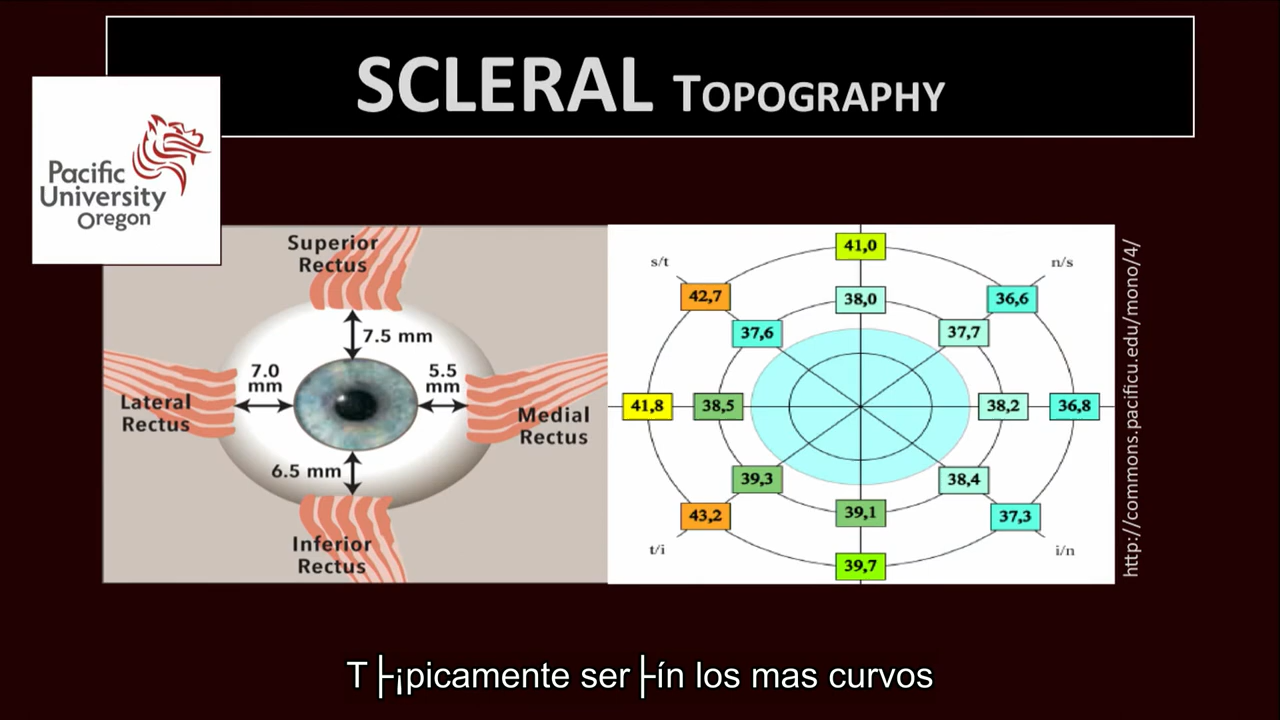 SCLERAL TOPOGRAPHY
Pacific
University
Oregon
Superior
Rectus
7.5 mm
7.0
mm
5.5
mm
Lateral
Rectus
Medial
Rectus
6.5 mm
Inferior
Rectus
s/t
41,0
n/s
42,7
38,0
36,6
37,6
37,7
41,8
38,5
38,2
36,8
39,3
38,4
43,2
39,1
37,3
t/i
39,7
i/n
http://commons.pacificu.edu/mono/4/
T├¡picamente ser├ín los mas curvos